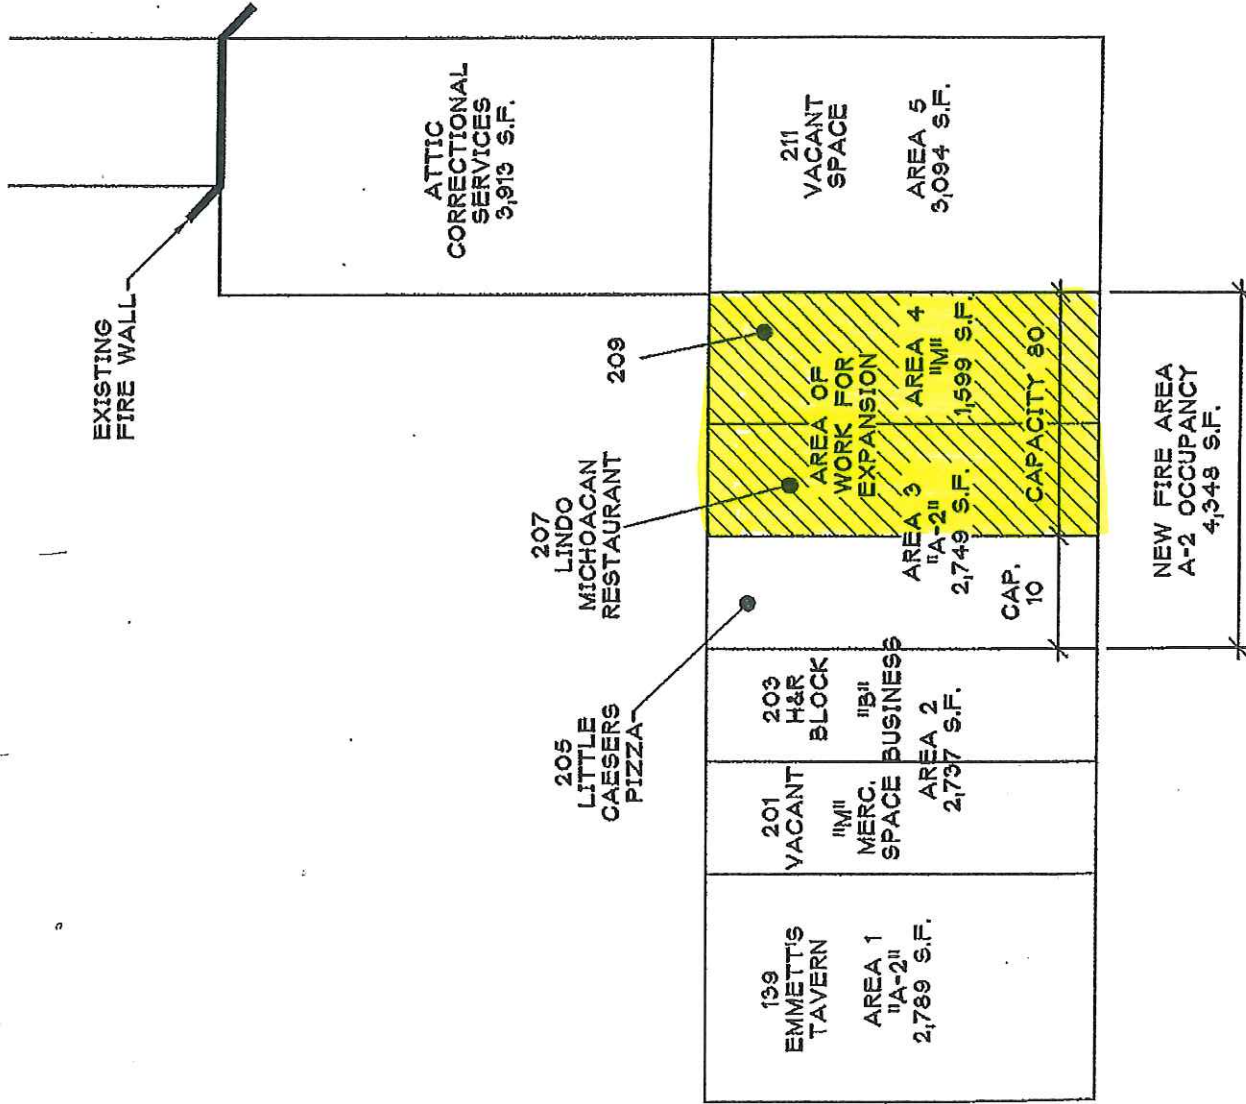 EXISTING
FIRE WALL
ATTIC
CORRECTIONAL
SERVICES
3,913 S.F.
205
LITTLE
CAESERS
PIZZA
207
LINDO
MICHOACAN
RESTAURANT
209
139
EMMETT'S
TAVERN
AREA 1
"A-2"
2,789 S.F.
201
VACANT
"M"
MERC.
SPACE
203
H&R
BLOCK
"B"
BUSINESS
AREA 2
2,737 S.F.
AREA 3
"A-2"
2,749 S.F.
CAP.
10
AREA OF
WORK FOR
EXPANSION
AREA 4
"M"
1,599 S.F.
CAPACITY 80
211
VACANT
SPACE
AREA 5
3,094 S.F.
NEW FIRE AREA
A-2 OCCUPANCY
4,348 S.F.